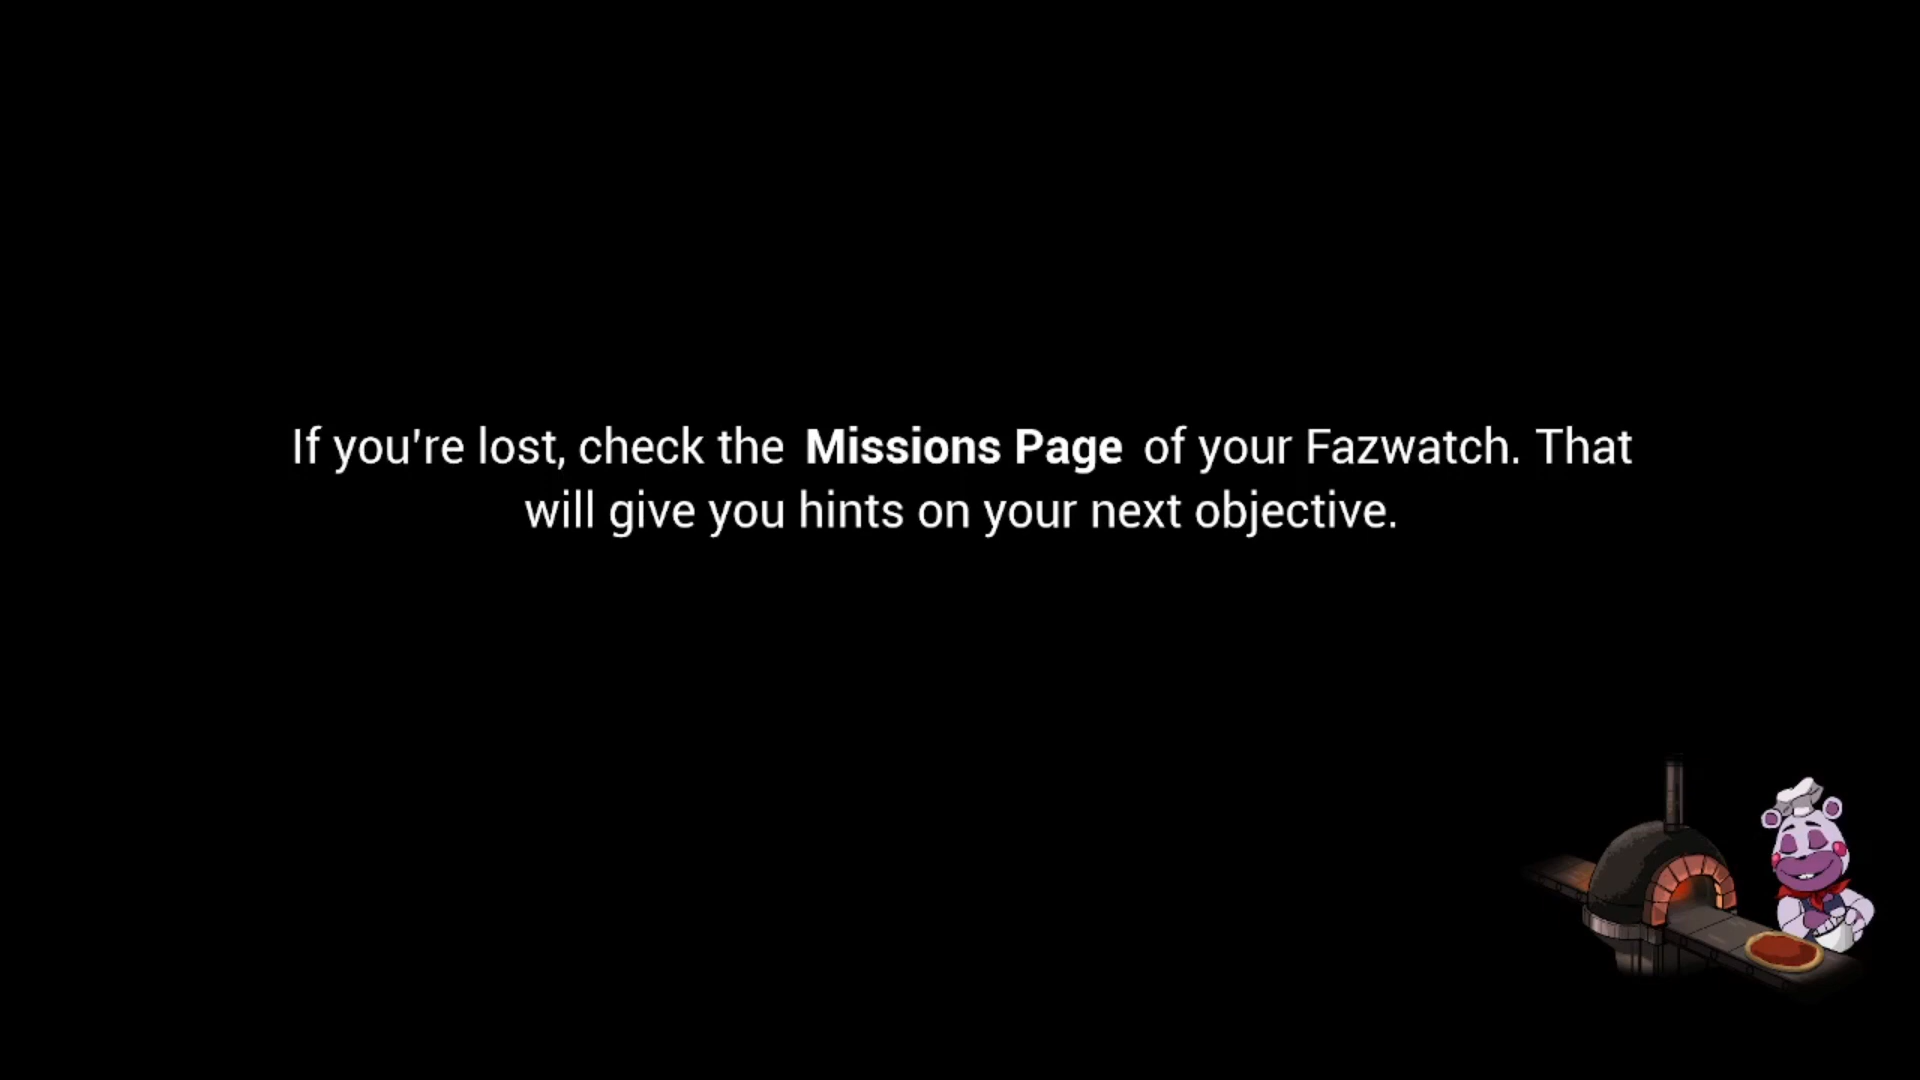 If you're lost, check the Missions Page of your Fazwatch. That
will give you hints on your next objective.